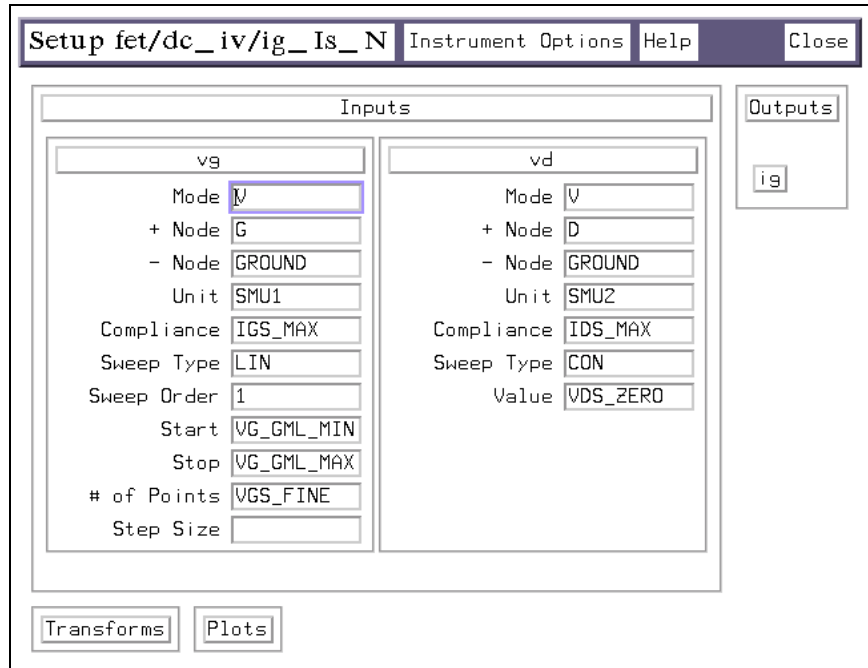 Setup fet/dc_iv/ig_Is_N Instrument Options Help Close
Inputs
Outputs
ig
vg
Mode V
+ Node G
- Node GROUND
Unit SMU1
Compliance IGS_MAX
Sweep Type LIN
Sweep Order 1
Start VG_GML_MIN
Stop VG_GML_MAX
# of Points VGS_FINE
Step Size
vd
Mode V
+ Node D
- Node GROUND
Unit SMU2
Compliance IDS_MAX
Sweep Type CON
Value VDS_ZERO
Transforms Plots